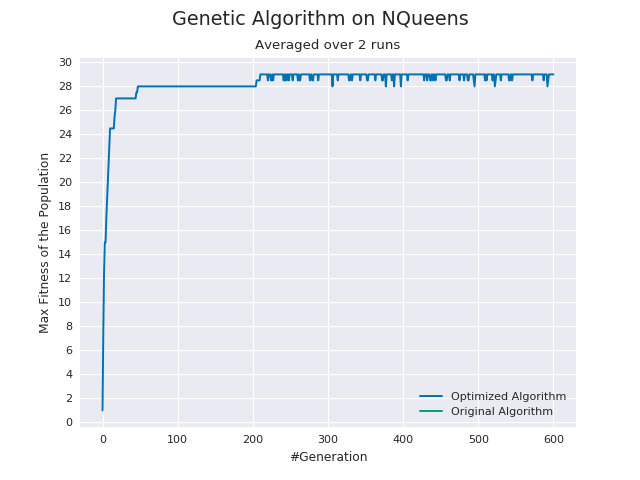 Genetic Algorithm on NQueens
Averaged over 2 runs
Max Fitness of the Population
30
28
26
24
22
20
18
16
14
12
10
8
6
4
2
0
0 100 200 300 400 500 600
#Generation
Optimized Algorithm
Original Algorithm